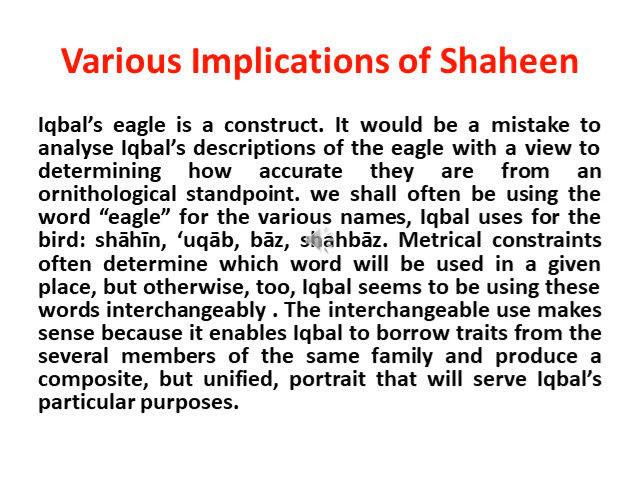 Various Implications of Shaheen
Iqbal’s eagle is a construct. It would be a mistake to
analyse Iqbal’s descriptions of the eagle with a view to
determining how accurate they are from an
ornithological standpoint. we shall often be using the
word “eagle” for the various names, Iqbal uses for the
bird: shāhīn, ‘uqāb, bāz, shāhbāz. Metrical constraints
often determine which word will be used in a given
place, but otherwise, too, Iqbal seems to be using these
words interchangeably . The interchangeable use makes
sense because it enables Iqbal to borrow traits from the
several members of the same family and produce a
composite, but unified, portrait that will serve Iqbal’s
particular purposes.